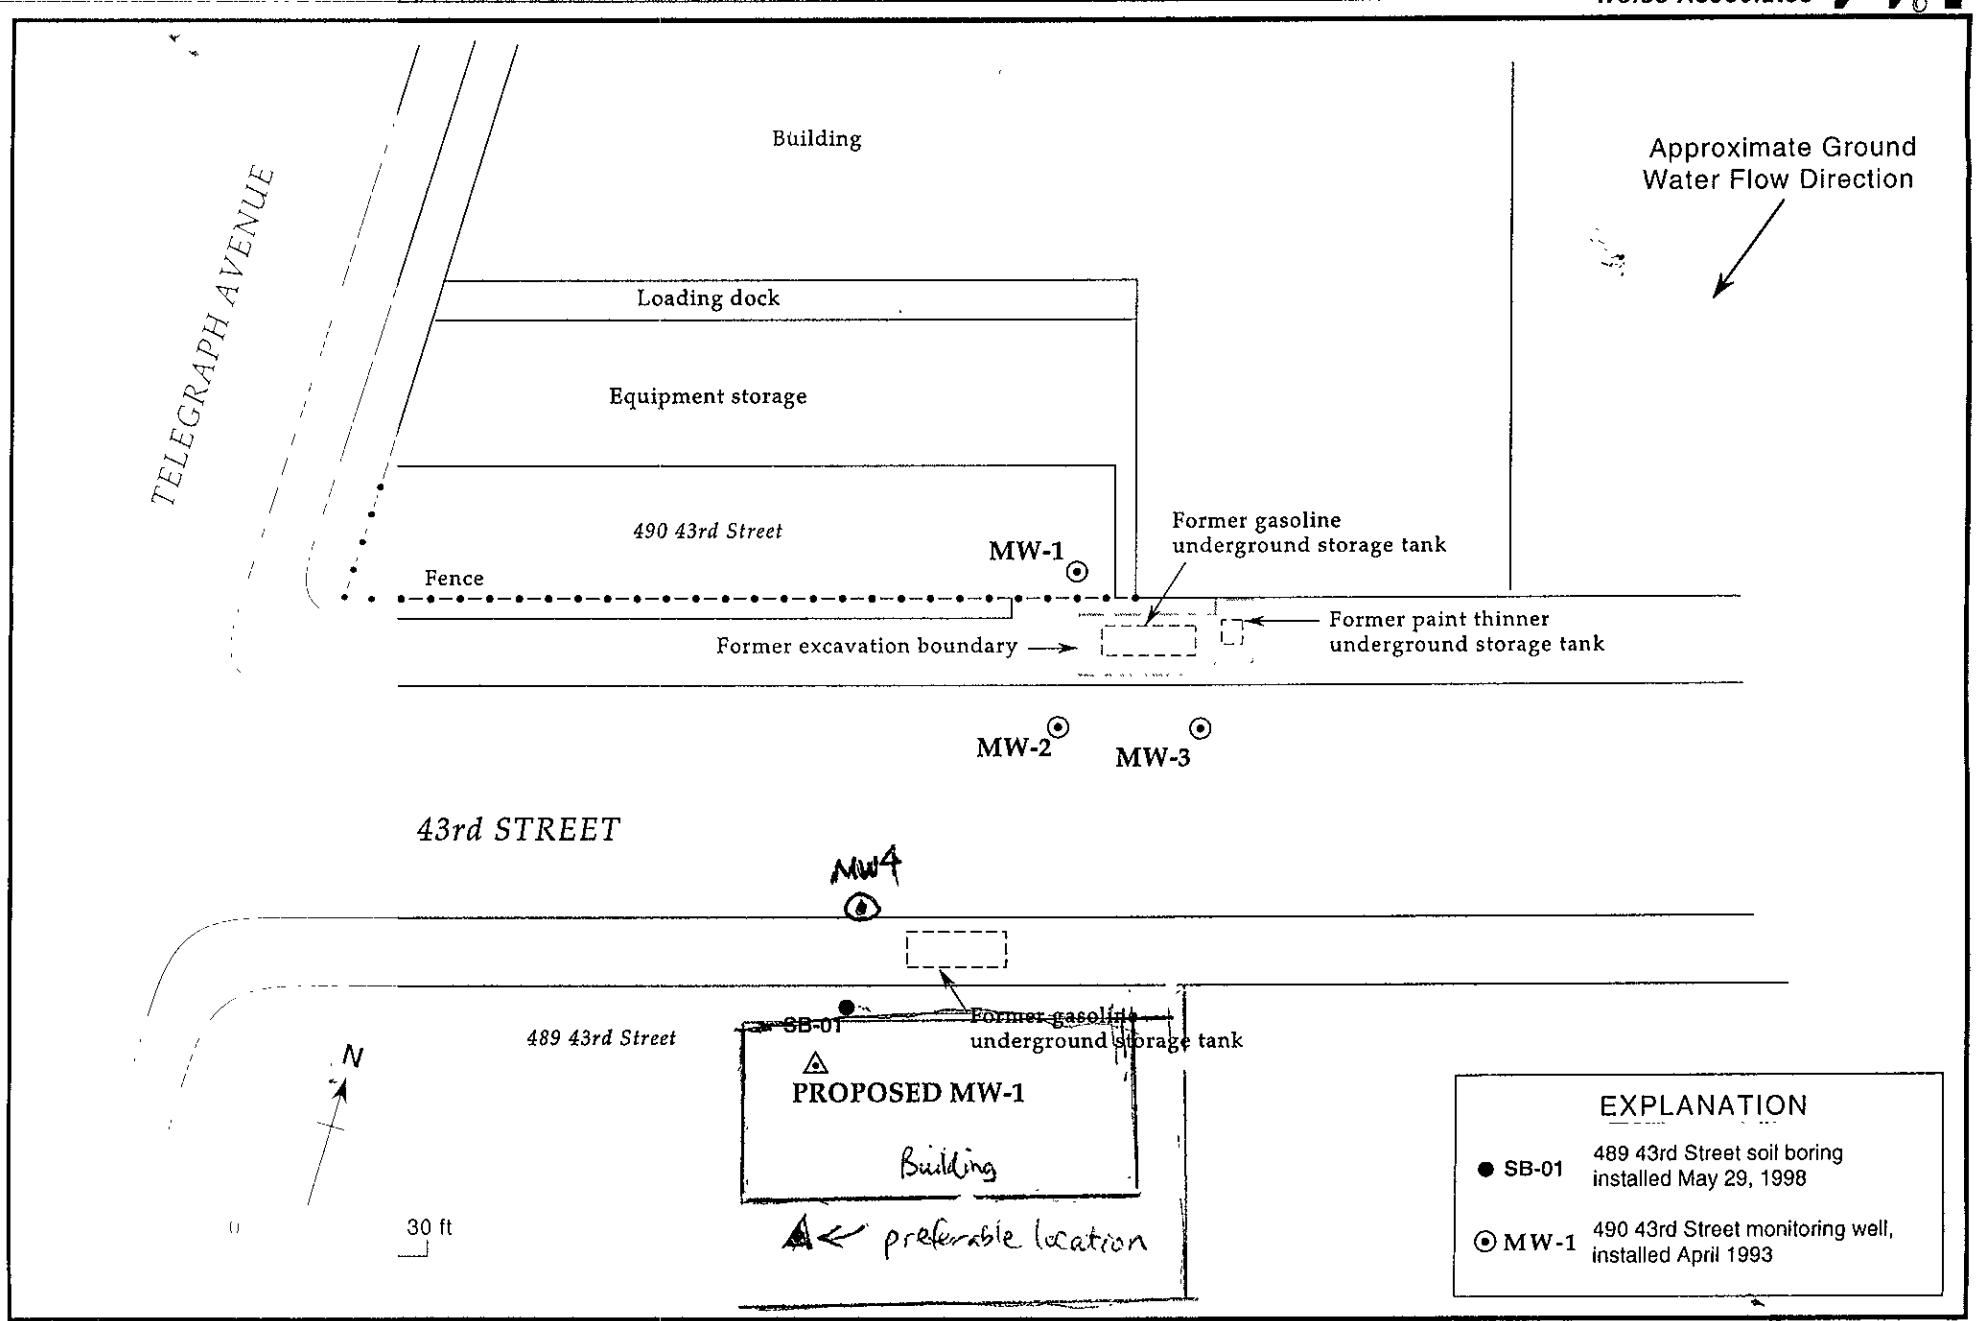 Building
Approximate Ground
Water Flow Direction
TELEGRAPH AVENUE
Loading dock
Equipment storage
490 43rd Street
MW-1
Former gasoline
underground storage tank
Fence
Former excavation boundary
Former paint thinner
underground storage tank
MW-2
MW-3
43rd STREET
MW4
SB-01
489 43rd Street
Former gasoline
underground storage tank
N
PROPOSED MW-1
Building
0
30 ft
preferable location
EXPLANATION
SB-01
489 43rd Street soil boring
installed May 29, 1998
MW-1
490 43rd Street monitoring well,
installed April 1993